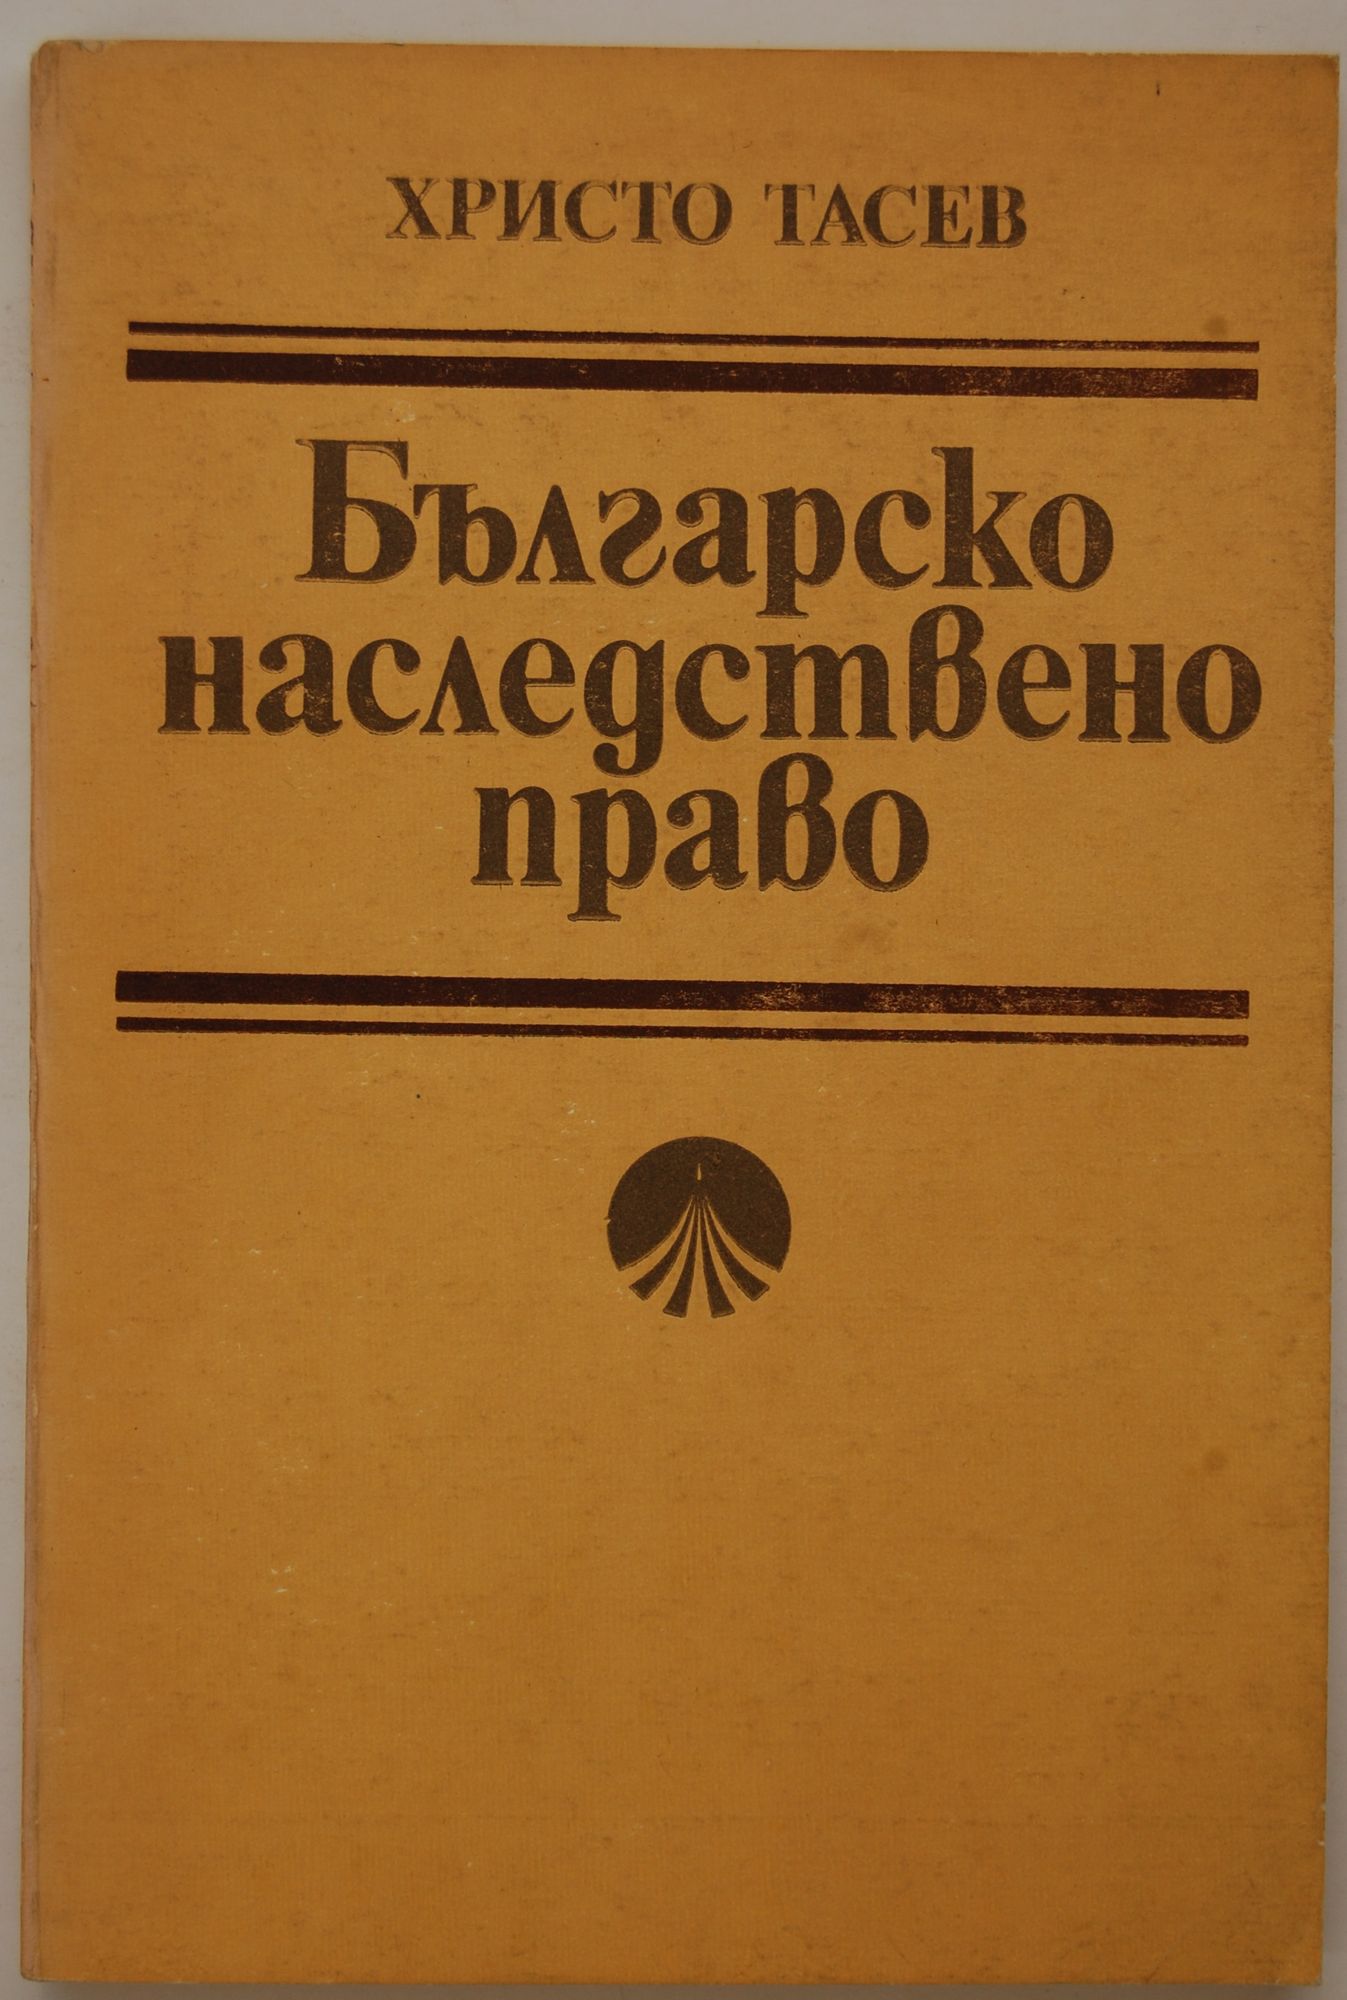 ХРИСТО ТАСЕВ
Българско
наследствено
право